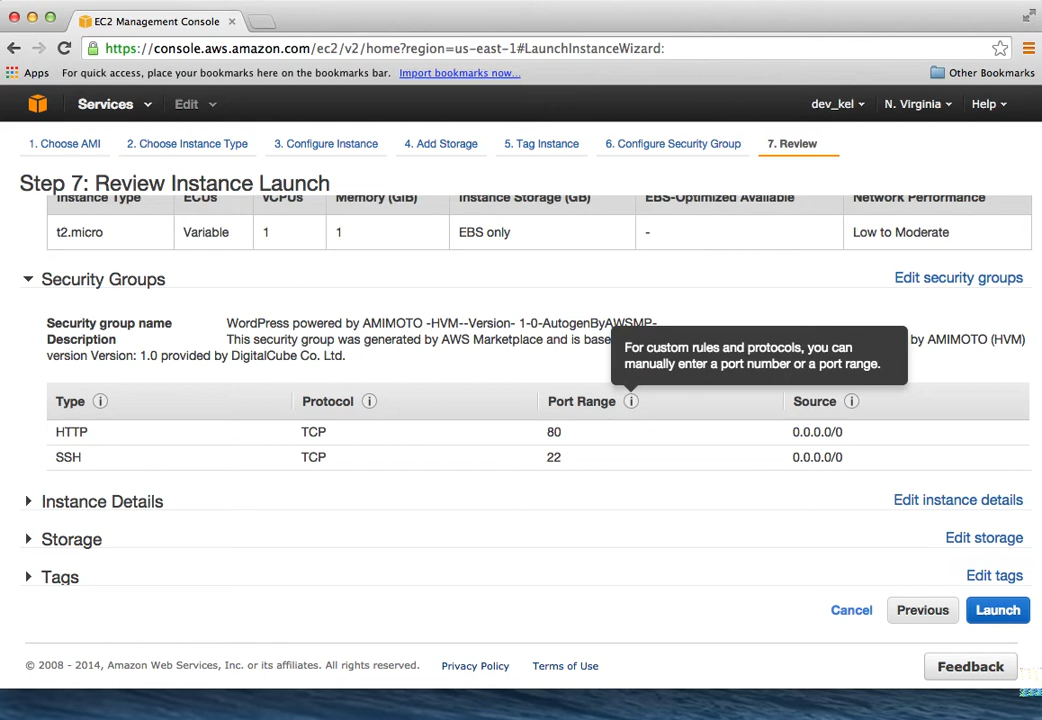 EC2 Management Console
https://console.aws.amazon.com/ec2/v2/home?region=us-east-1#LaunchInstanceWizard:
Apps For quick access, place your bookmarks here on the bookmarks bar. Import bookmarks now... Other Bookmarks
Services Edit dev_kel N. Virginia Help
1. Choose AMI 2. Choose Instance Type 3. Configure Instance 4. Add Storage 5. Tag Instance 6. Configure Security Group 7. Review
Step 7: Review Instance Launch
Instance Type ECUs vCPUs Memory (GiB) Instance Storage (GB) EBS-Optimized Available Network Performance
t2.micro Variable 1 1 EBS only - Low to Moderate
Security Groups Edit security groups
Security group name WordPress powered by AMIMOTO -HVM--Version- 1-0-AutogenByAWSMP-
Description This security group was generated by AWS Marketplace and is base by AMIMOTO (HVM)
version Version: 1.0 provided by DigitalCube Co. Ltd.
For custom rules and protocols, you can
manually enter a port number or a port range.
Type i Protocol i Port Range i Source i
HTTP TCP 80 0.0.0.0/0
SSH TCP 22 0.0.0.0/0
Instance Details Edit instance details
Storage Edit storage
Tags Edit tags
Cancel Previous Launch
© 2008 - 2014, Amazon Web Services, Inc. or its affiliates. All rights reserved. Privacy Policy Terms of Use Feedback